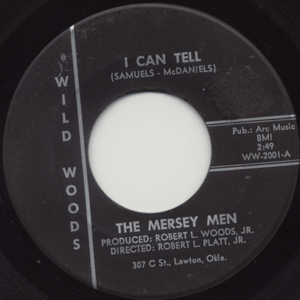 I CAN TELL
(SAMUELS - McDANIELS)
WILD WOODS
Pub.: Arc Music
BMI
2:49
WW-2001-A
THE MERSEY MEN
PRODUCED: ROBERT L. WOODS, JR.
DIRECTED: ROBERT L. PLATT, JR.
307 C St., Lawton, Okla.